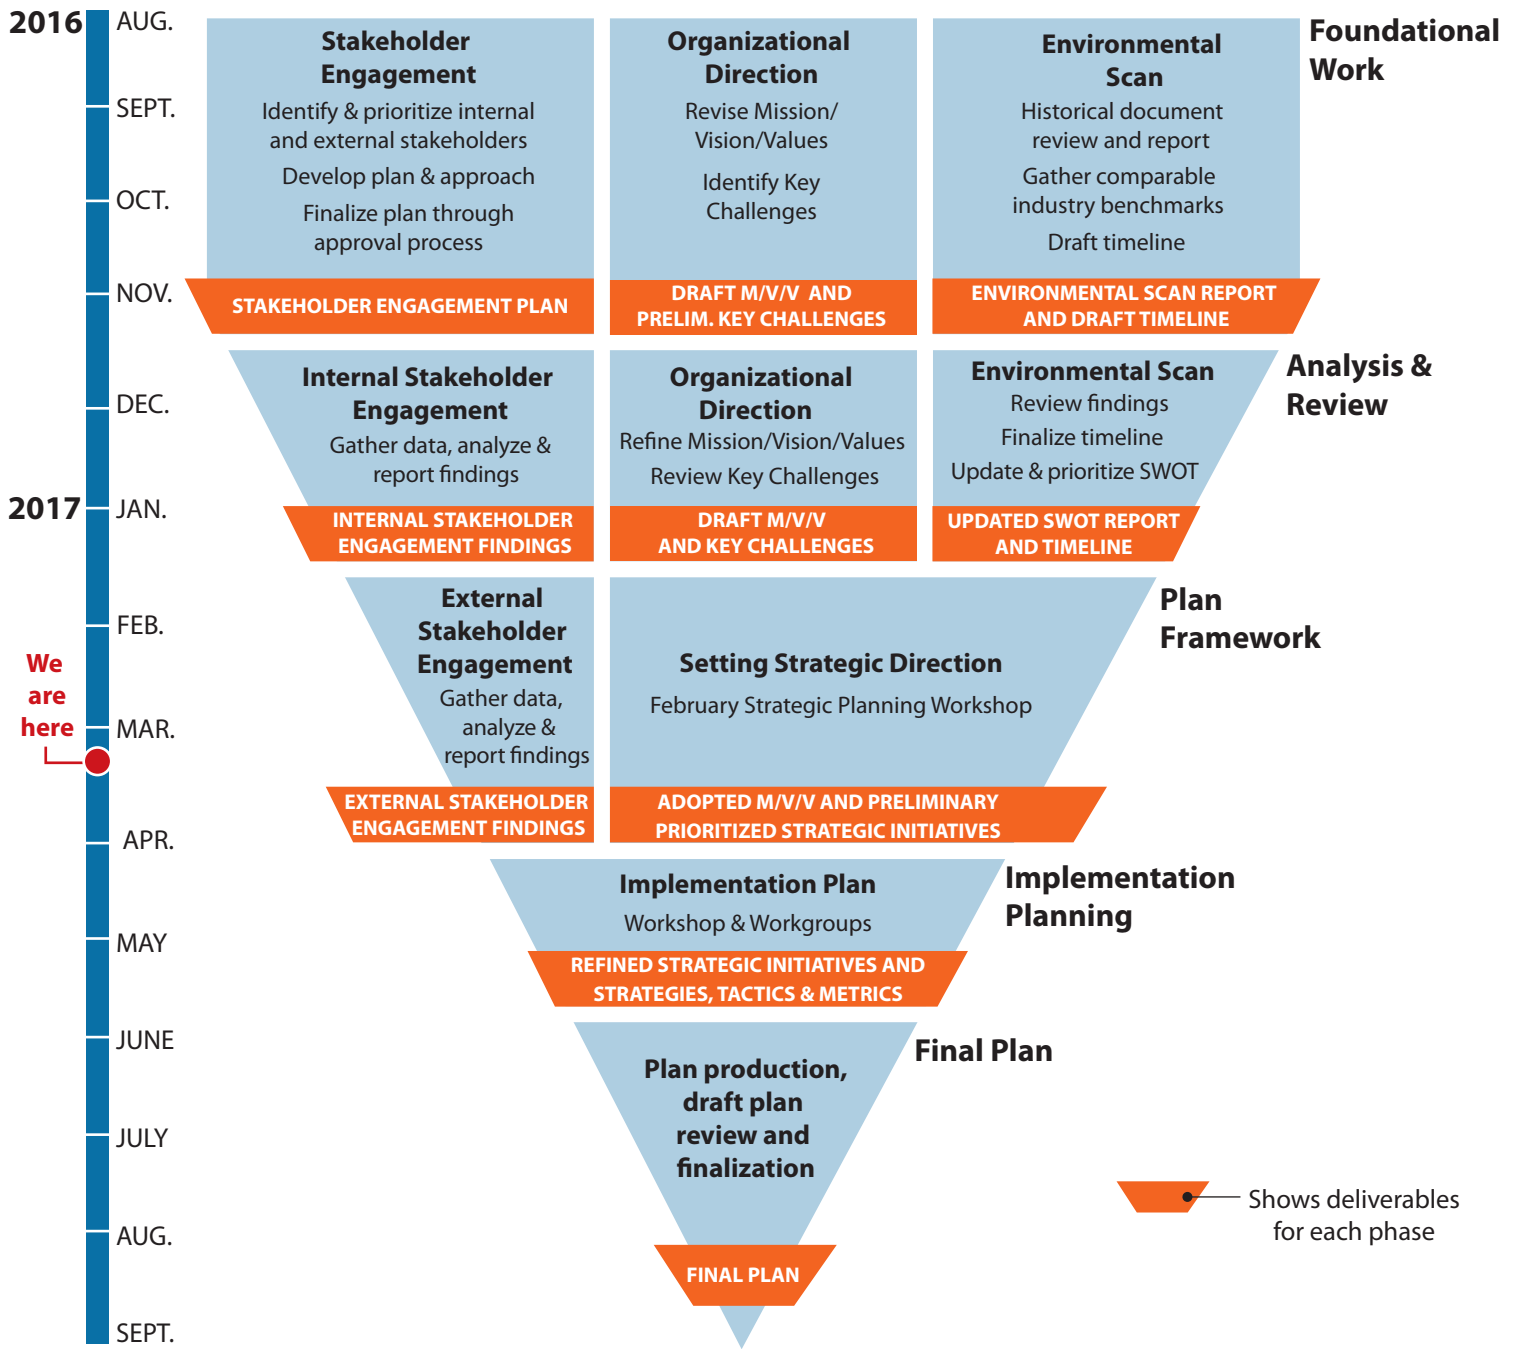 2016
AUG.
SEPT.
OCT.
NOV.
DEC.
2017
JAN.
FEB.
We
are
here
MAR.
APR.
MAY
JUNE
JULY
AUG.
SEPT.
Foundational
Work
Stakeholder
Engagement
Identify & prioritize internal
and external stakeholders
Develop plan & approach
Finalize plan through
approval process
STAKEHOLDER ENGAGEMENT PLAN
Organizational
Direction
Revise Mission/
Vision/Values
Identify Key
Challenges
DRAFT M/V/V AND
PRELIM. KEY CHALLENGES
Environmental
Scan
Historical document
review and report
Gather comparable
industry benchmarks
Draft timeline
ENVIRONMENTAL SCAN REPORT
AND DRAFT TIMELINE
Analysis &
Review
Internal Stakeholder
Engagement
Gather data, analyze &
report findings
INTERNAL STAKEHOLDER
ENGAGEMENT FINDINGS
Organizational
Direction
Refine Mission/Vision/Values
Review Key Challenges
DRAFT M/V/V
AND KEY CHALLENGES
Environmental Scan
Review findings
Finalize timeline
Update & prioritize SWOT
UPDATED SWOT REPORT
AND TIMELINE
Plan
Framework
External
Stakeholder
Engagement
Gather data,
analyze &
report findings
EXTERNAL STAKEHOLDER
ENGAGEMENT FINDINGS
Setting Strategic Direction
February Strategic Planning Workshop
ADOPTED M/V/V AND PRELIMINARY
PRIORITIZED STRATEGIC INITIATIVES
Implementation
Planning
Implementation Plan
Workshop & Workgroups
REFINED STRATEGIC INITIATIVES AND
STRATEGIES, TACTICS & METRICS
Final Plan
Plan production,
draft plan
review and
finalization
FINAL PLAN
Shows deliverables
for each phase